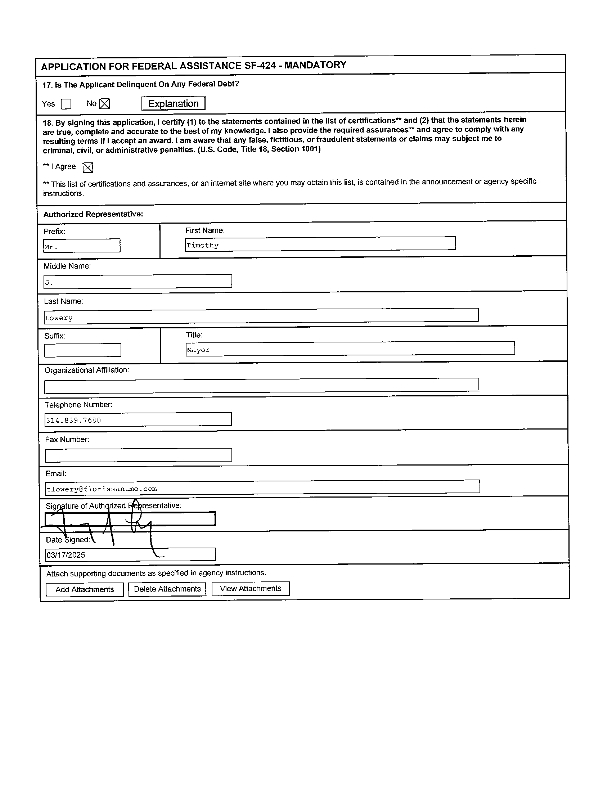 APPLICATION FOR FEDERAL ASSISTANCE SF-424 - MANDATORY
17. Is The Applicant Delinquent On Any Federal Debt?
Yes No Explanation
18. By signing this application, I certify (1) to the statements contained in the list of certifications** and (2) that the statements herein
are true, complete and accurate to the best of my knowledge. I also provide the required assurances** and agree to comply with any
resulting terms if I accept an award. I am aware that any false, fictitious, or fraudulent statements or claims may subject me to
criminal, civil, or administrative penalties. (U.S. Code, Title 18, Section 1001)
** I Agree
** This list of certifications and assurances, or an internet site where you may obtain this list, is contained in the announcement or agency specific
instructions.
Authorized Representative:
Prefix: First Name:
Mr. Timothy
Middle Name:
J.
Last Name:
Lowery
Suffix: Title:
Mayor
Organizational Affiliation:
Telephone Number:
314.839.7600
Fax Number:
Email:
Signature of Authorized Representative:
Date Signed:
03/17/2025
Attach supporting documents as specified in agency instructions.
Add Attachments Delete Attachments View Attachments